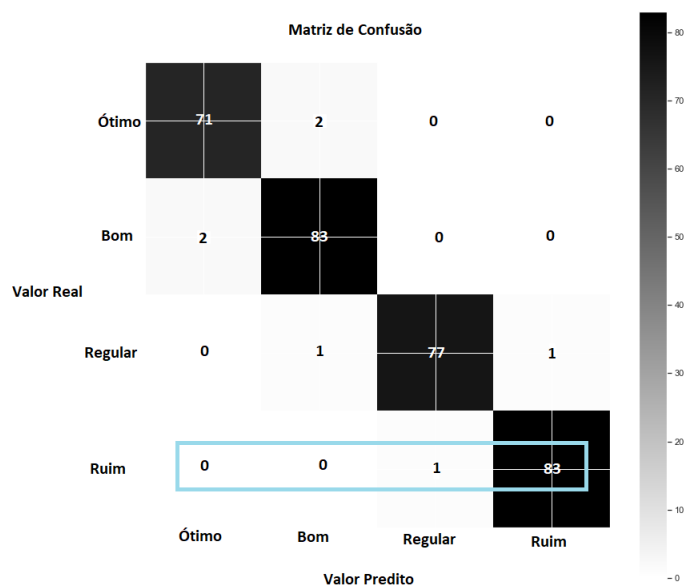 Matriz de Confusão
80
70
60
50
40
30
20
10
0
Ótimo 71 2 0 0
Bom 2 83 0 0
Valor Real
Regular 0 1 77 1
Ruim 0 0 1 83
Ótimo Bom Regular Ruim
Valor Predito